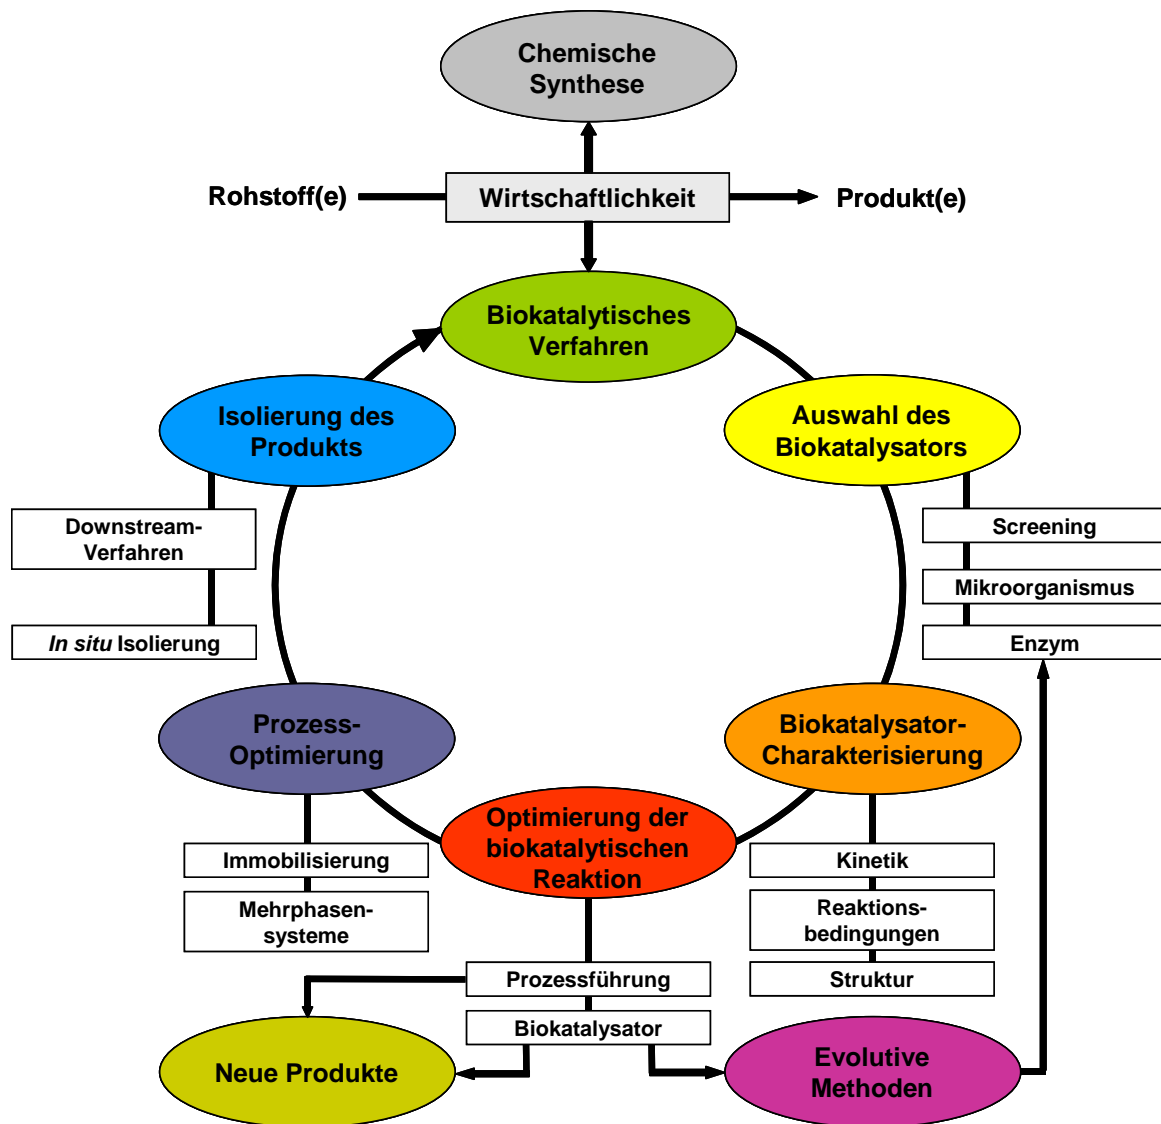 Chemische
Synthese
Rohstoff(e)
Wirtschaftlichkeit
Produkt(e)
Biokatalytisches
Verfahren
Isolierung des
Produkts
Auswahl des
Biokatalysators
Downstream-
Verfahren
Screening
Mikroorganismus
In situ Isolierung
Enzym
Prozess-
Optimierung
Biokatalysator-
Charakterisierung
Optimierung der
biokatalytischen
Reaktion
Immobilisierung
Mehrphasen-
systeme
Kinetik
Reaktions-
bedingungen
Struktur
Prozessführung
Biokatalysator
Neue Produkte
Evolutive
Methoden